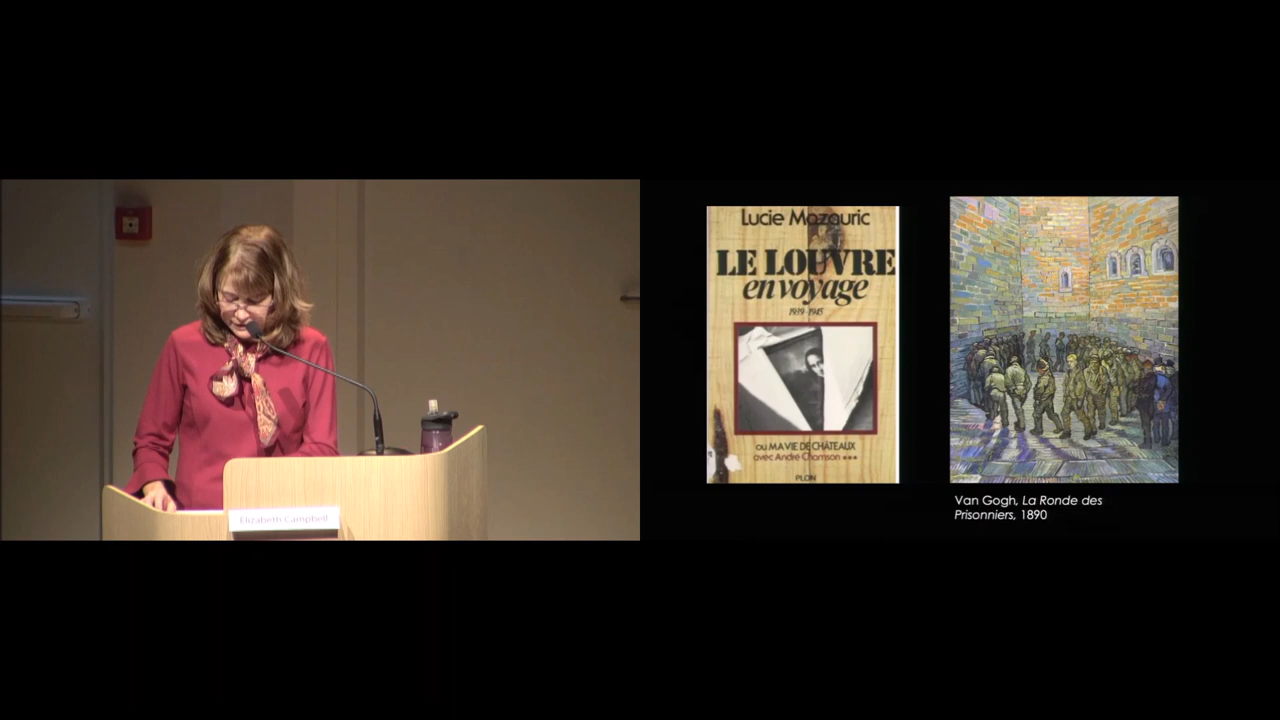 Elizabeth Campbell
Lucie Mazauric
LE LOUVRE
en voyage
1939-1945
ou MA VIE DE CHÂTEAUX
avec André Chamson ***
PLON
Van Gogh, La Ronde des
Prisonniers, 1890